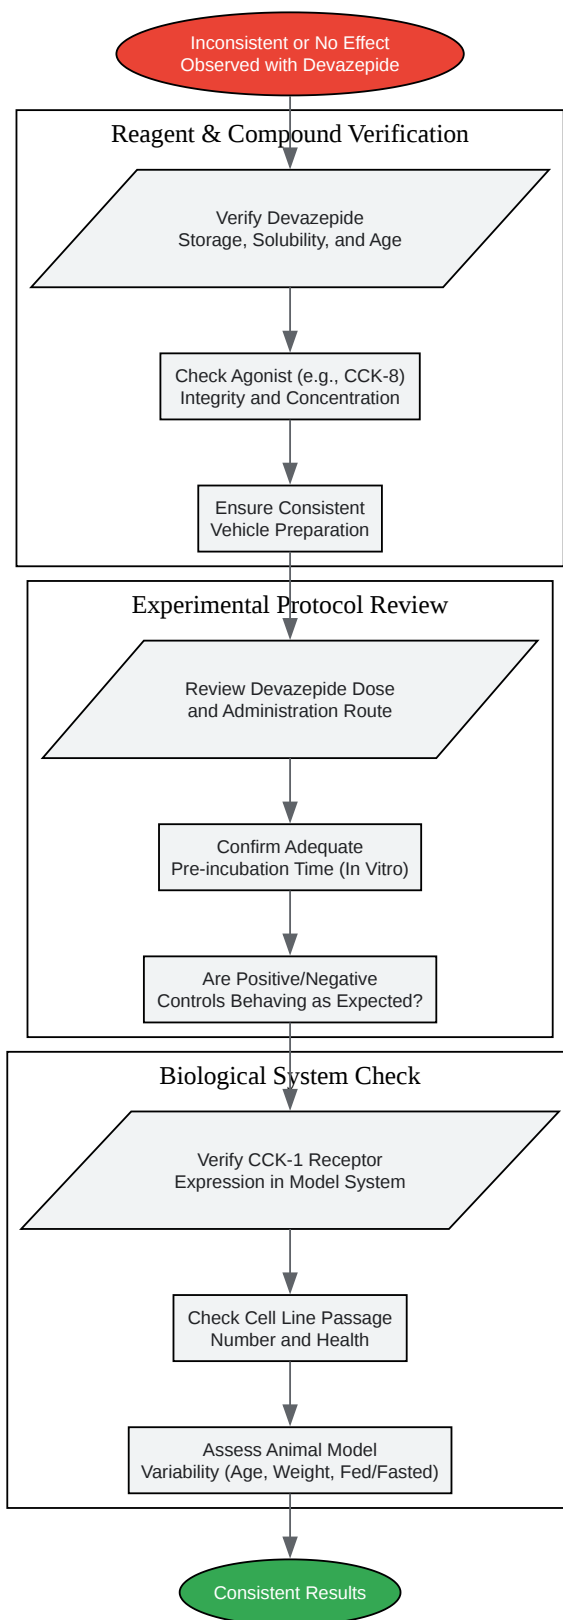 Inconsistent or No Effect
Observed with Devazepide
Reagent & Compound Verification
Verify Devazepide
Storage, Solubility, and Age
Check Agonist (e.g., CCK-8)
Integrity and Concentration
Ensure Consistent
Vehicle Preparation
Experimental Protocol Review
Review Devazepide Dose
and Administration Route
Confirm Adequate
Pre-incubation Time (In Vitro)
Are Positive/Negative
Controls Behaving as Expected?
Biological System Check
Verify CCK-1 Receptor
Expression in Model System
Check Cell Line Passage
Number and Health
Assess Animal Model
Variability (Age, Weight, Fed/Fasted)
Consistent Results